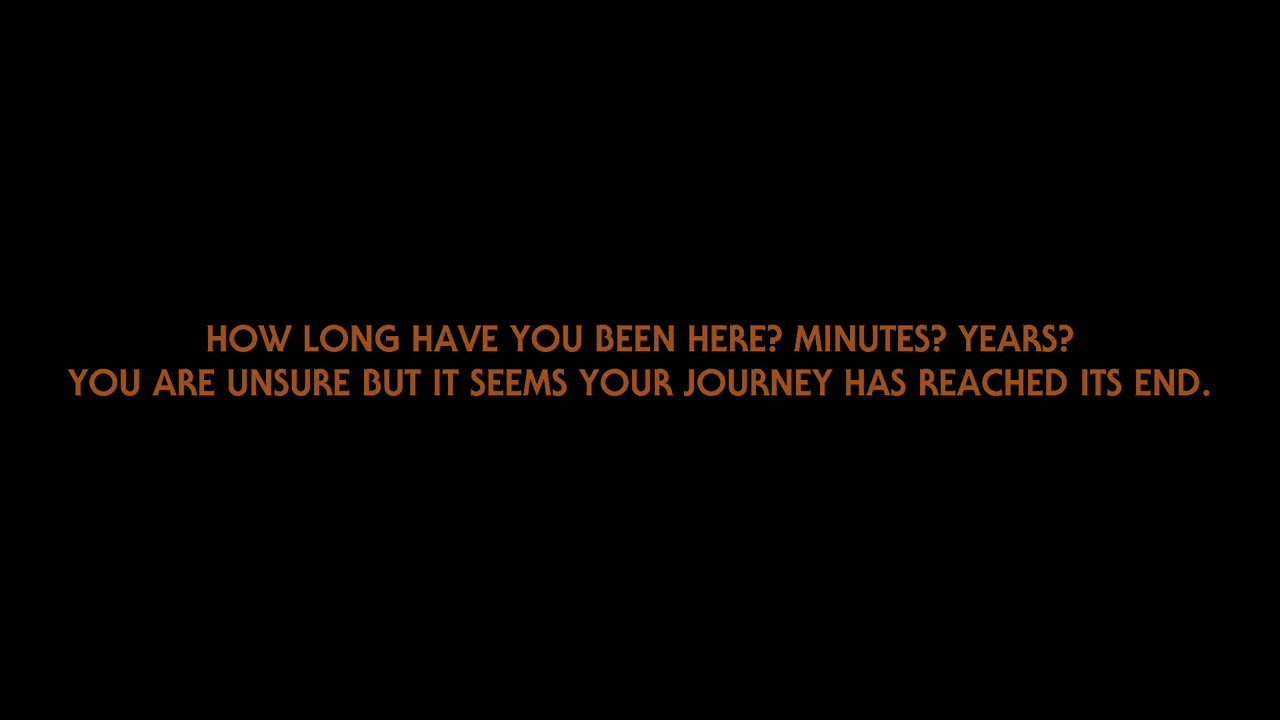 HOW LONG HAVE YOU BEEN HERE? MINUTES? YEARS?
YOU ARE UNSURE BUT IT SEEMS YOUR JOURNEY HAS REACHED ITS END.